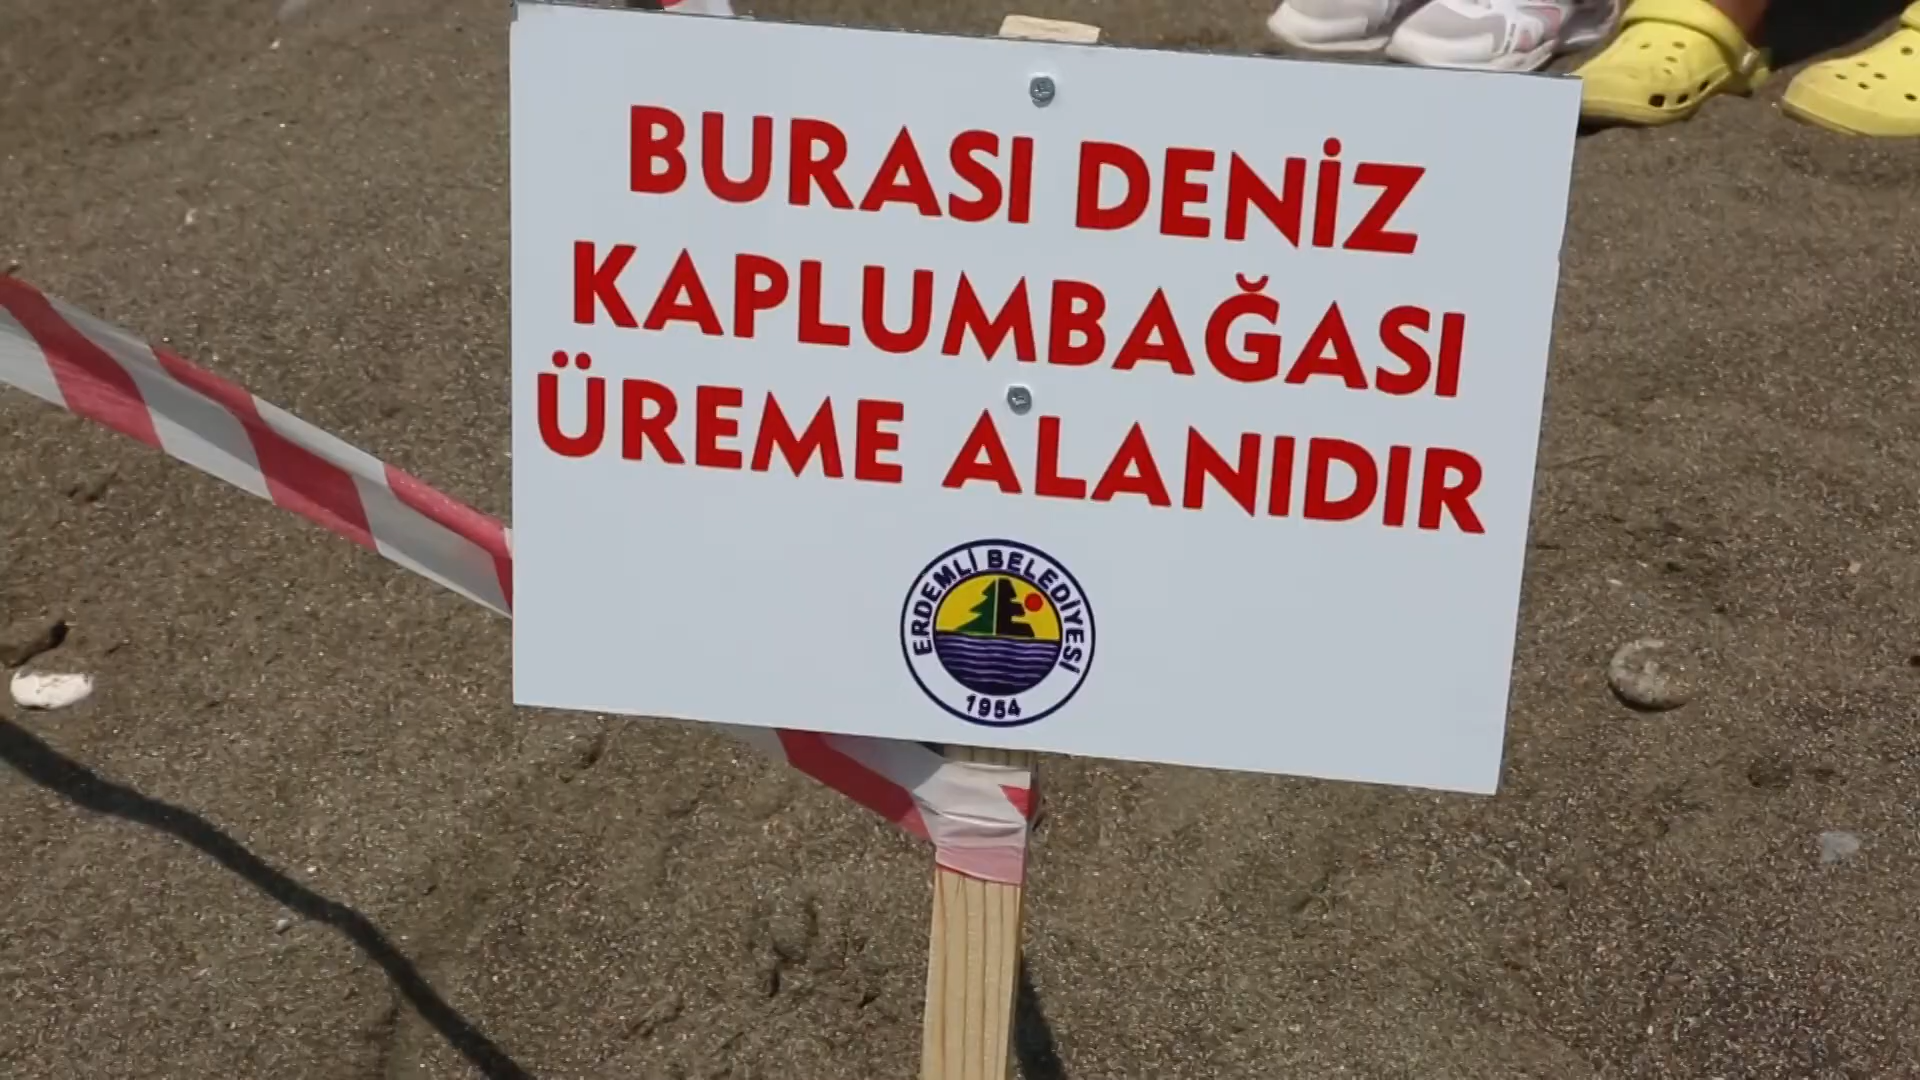 BURASI DENİZ
KAPLUMBAĞASI
ÜREME ALANIDIR
ERDEMLİ BELEDİYESİ
1954